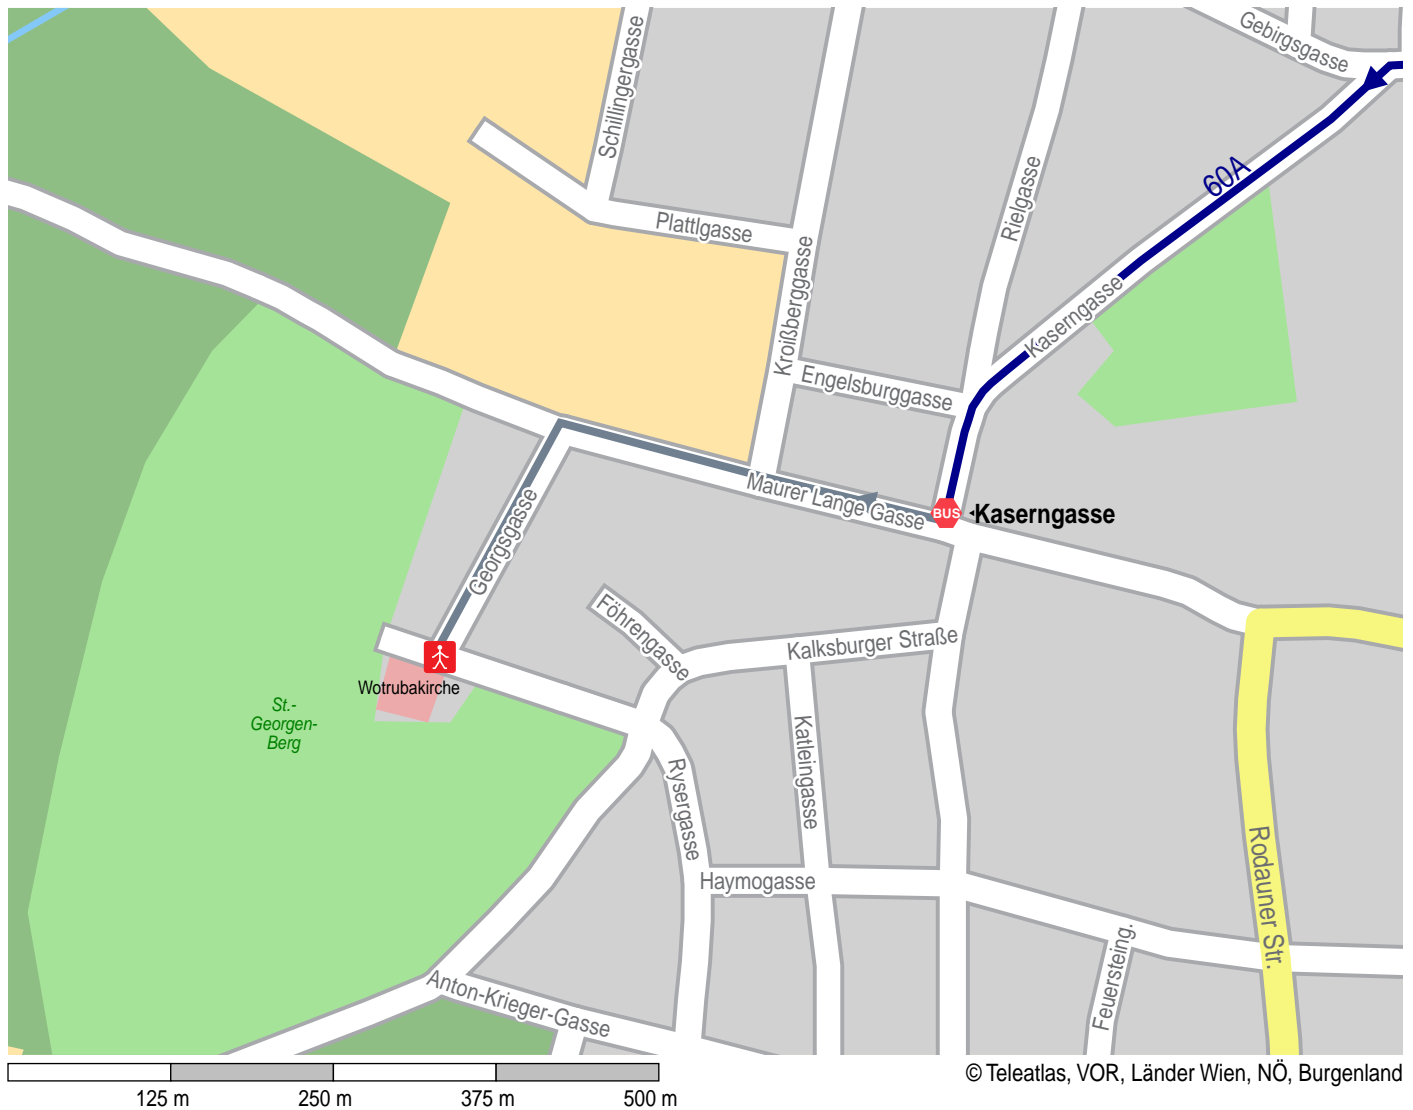 Gebirgsgasse
Schillingergasse
60A
Rielgasse
Plattlgasse
Kroißberggasse
Kaserngasse
Engelsburggasse
Maurer Lange Gasse
BUS
Kaserngasse
Georgsgasse
Föhrengasse
Kalksburger Straße
Wotrubakirche
St.-
Georgen-
Berg
Katleingasse
Rysergasse
Rodauner Str.
Haymogasse
Feuersteing.
Anton-Krieger-Gasse
© Teleatlas, VOR, Länder Wien, NÖ, Burgenland
125 m
250 m
375 m
500 m